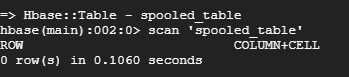 => Hbase::Table - spooled_table
hbase(main):002:0> scan 'spooled_table'
ROW                          COLUMN+CELL
0 row(s) in 0.1060 seconds